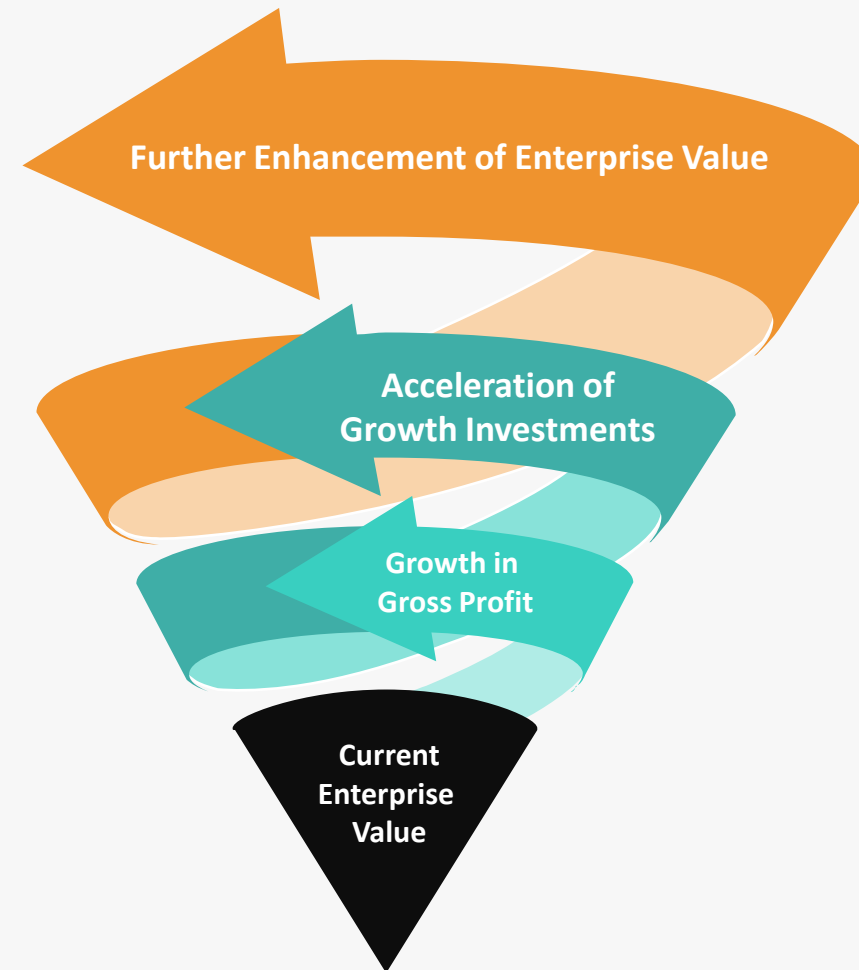 Further Enhancement of Enterprise Value
Acceleration of
Growth Investments
Growth in
Gross Profit
Current
Enterprise
Value